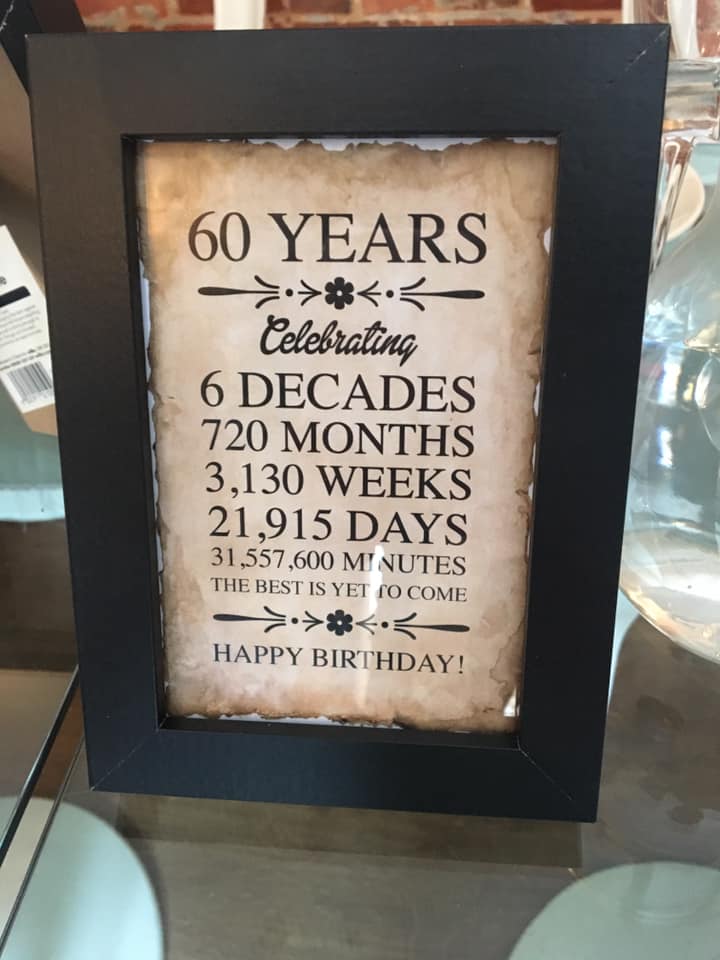 60 YEARS
Celebrating
6 DECADES
720 MONTHS
3,130 WEEKS
21,915 DAYS
31,557,600 MINUTES
THE BEST IS YET TO COME
HAPPY BIRTHDAY!